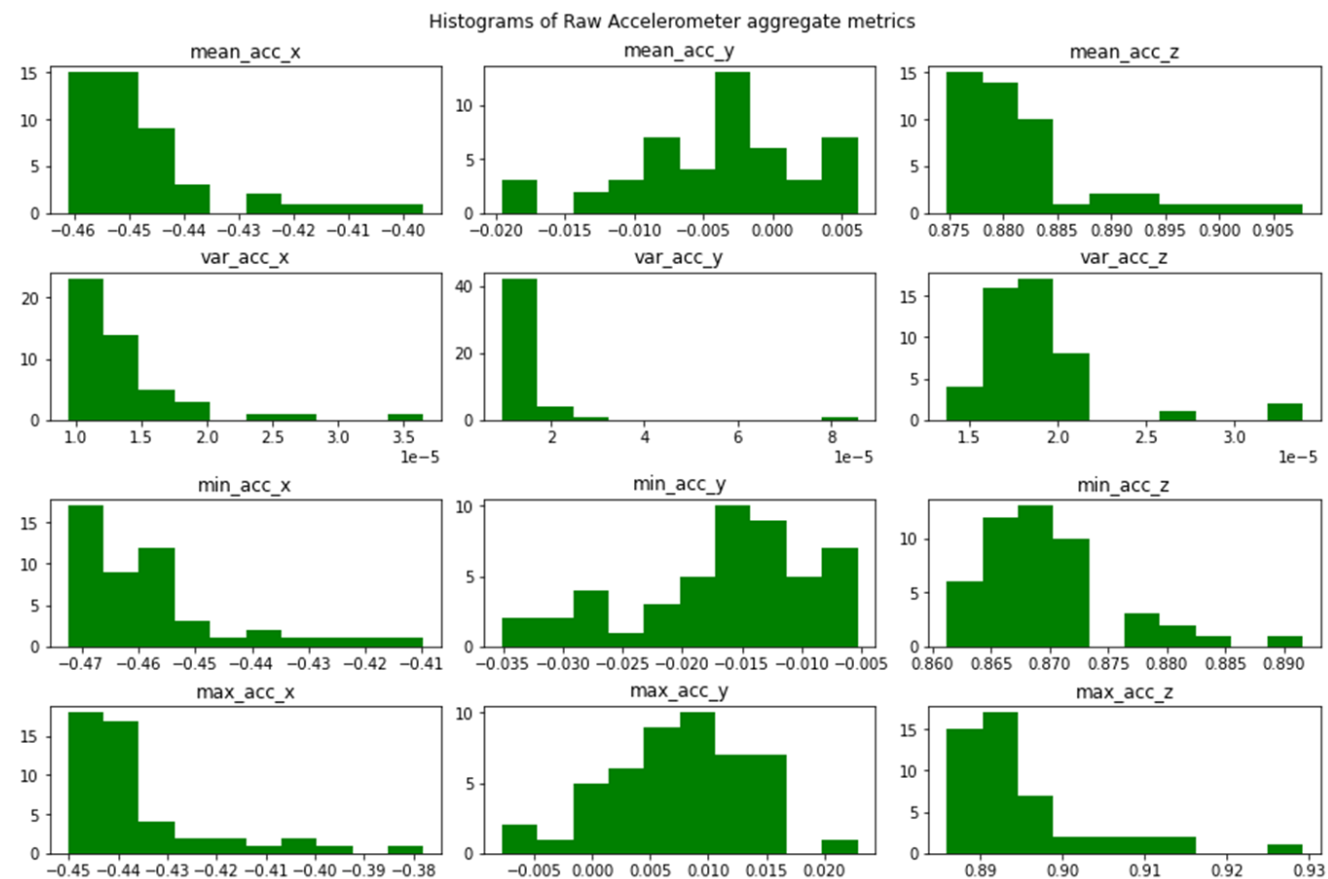 Histograms of Raw Accelerometer aggregate metrics
mean_acc_x
mean_acc_y
mean_acc_z
15
10
5
0
10
5
0
15
10
5
0
−0.46 −0.45 −0.44 −0.43 −0.42 −0.41 −0.40
−0.020 −0.015 −0.010 −0.005 0.000 0.005
0.875 0.880 0.885 0.890 0.895 0.900 0.905
var_acc_x
var_acc_y
var_acc_z
20
10
0
40
20
0
15
10
5
0
1.0 1.5 2.0 2.5 3.0 3.5
1e−5
2 4 6 8
1e−5
1.5 2.0 2.5 3.0
1e−5
min_acc_x
min_acc_y
min_acc_z
15
10
5
0
10
5
0
10
5
0
−0.47 −0.46 −0.45 −0.44 −0.43 −0.42 −0.41
−0.035 −0.030 −0.025 −0.020 −0.015 −0.010 −0.005
0.860 0.865 0.870 0.875 0.880 0.885 0.890
max_acc_x
max_acc_y
max_acc_z
15
10
5
0
10
5
0
15
10
5
0
−0.45 −0.44 −0.43 −0.42 −0.41 −0.40 −0.39 −0.38
−0.005 0.000 0.005 0.010 0.015 0.020
0.89 0.90 0.91 0.92 0.93